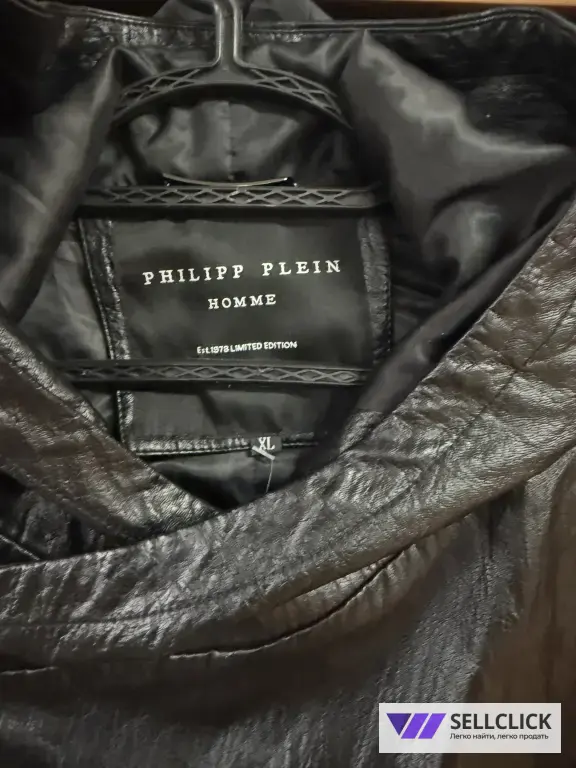 PHILIPP PLEIN
HOMME
Est.1978 LIMITED EDITION
XL
SELLCLICK
Легко найти, легко продать